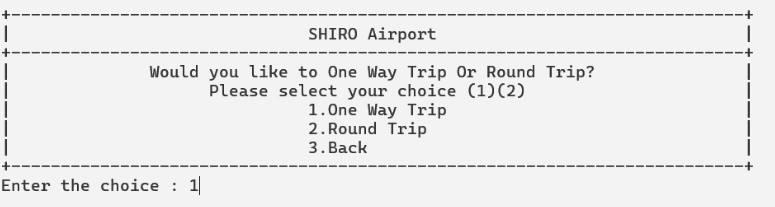 SHIRO Airport
Would you like to One Way Trip Or Round Trip?
Please select your choice (1)(2)
1.One Way Trip
2.Round Trip
3.Back
Enter the choice : 1